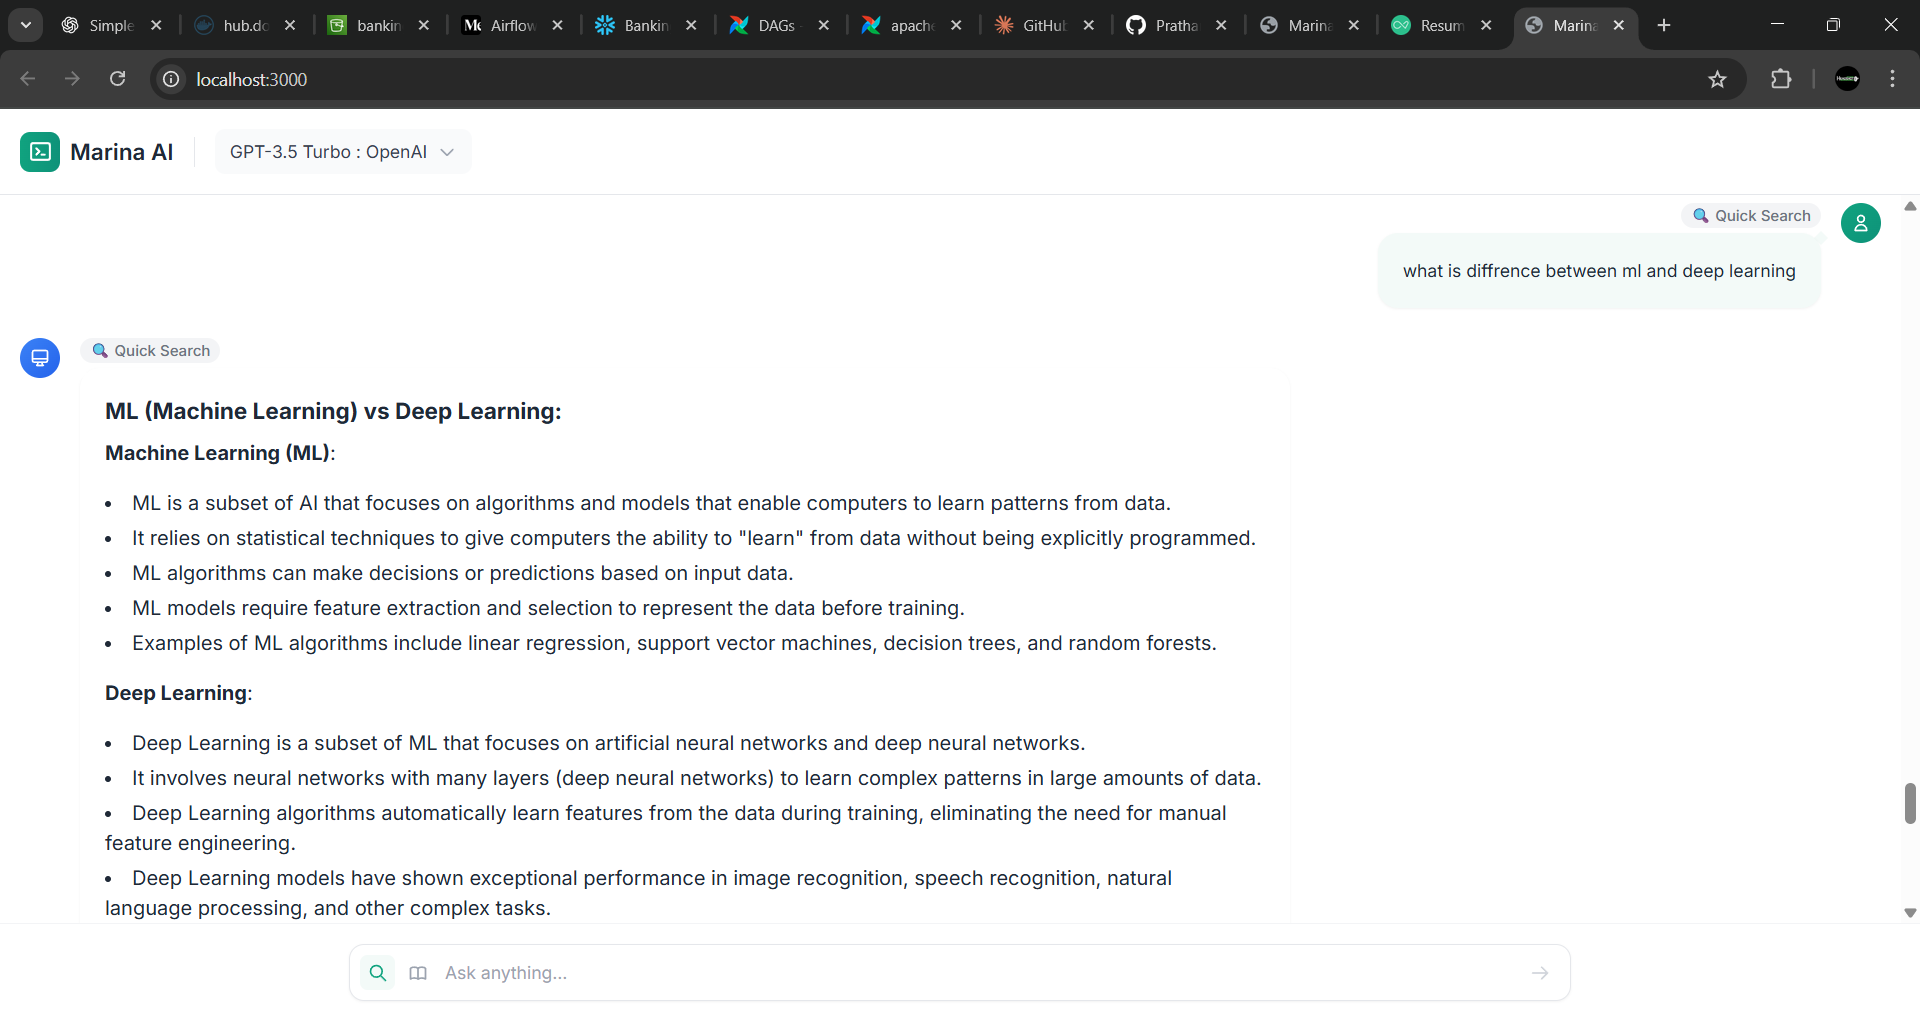 Simple
hub.do
bankin
Airflow
Bankin
DAGs
apache
GitHub
Pratha
Marina
Resum
Marina
localhost:3000
Marina AI
GPT-3.5 Turbo : OpenAI
Quick Search
what is diffrence between ml and deep learning
Quick Search
ML (Machine Learning) vs Deep Learning:
Machine Learning (ML):
• ML is a subset of AI that focuses on algorithms and models that enable computers to learn patterns from data.
• It relies on statistical techniques to give computers the ability to "learn" from data without being explicitly programmed.
• ML algorithms can make decisions or predictions based on input data.
• ML models require feature extraction and selection to represent the data before training.
• Examples of ML algorithms include linear regression, support vector machines, decision trees, and random forests.
Deep Learning:
• Deep Learning is a subset of ML that focuses on artificial neural networks and deep neural networks.
• It involves neural networks with many layers (deep neural networks) to learn complex patterns in large amounts of data.
• Deep Learning algorithms automatically learn features from the data during training, eliminating the need for manual
feature engineering.
• Deep Learning models have shown exceptional performance in image recognition, speech recognition, natural
language processing, and other complex tasks.
Ask anything...